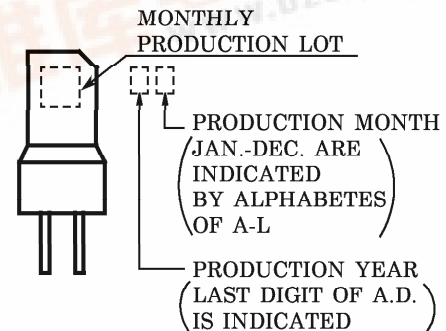 MONTHLY
PRODUCTION LOT
PRODUCTION MONTH
(JAN.-DEC. ARE
INDICATED
BY ALPHABETES
OF A-L)
PRODUCTION YEAR
(LAST DIGIT OF A.D.
IS INDICATED)